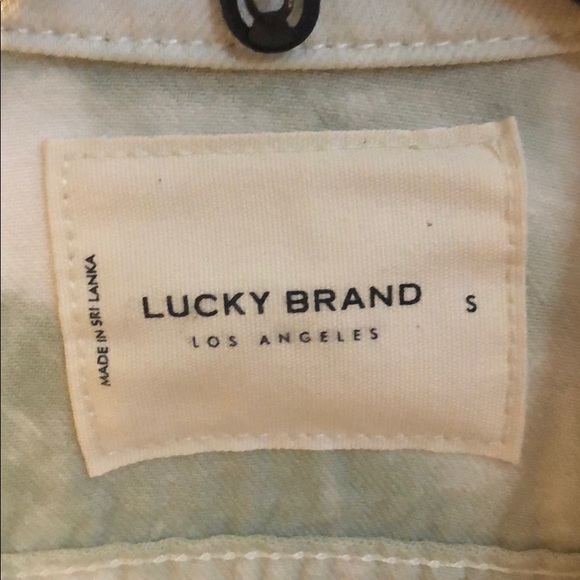 MADE IN SRI LANKA
LUCKY BRAND
S
LOS ANGELES